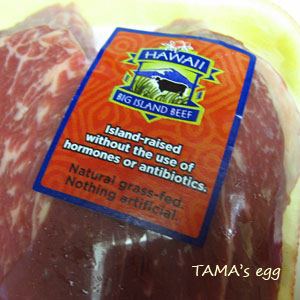 HAWAII
BIG ISLAND BEEF
Island-raised
without the use of
hormones or antibiotics.
Natural grass-fed.
Nothing artificial.
TAMA's egg